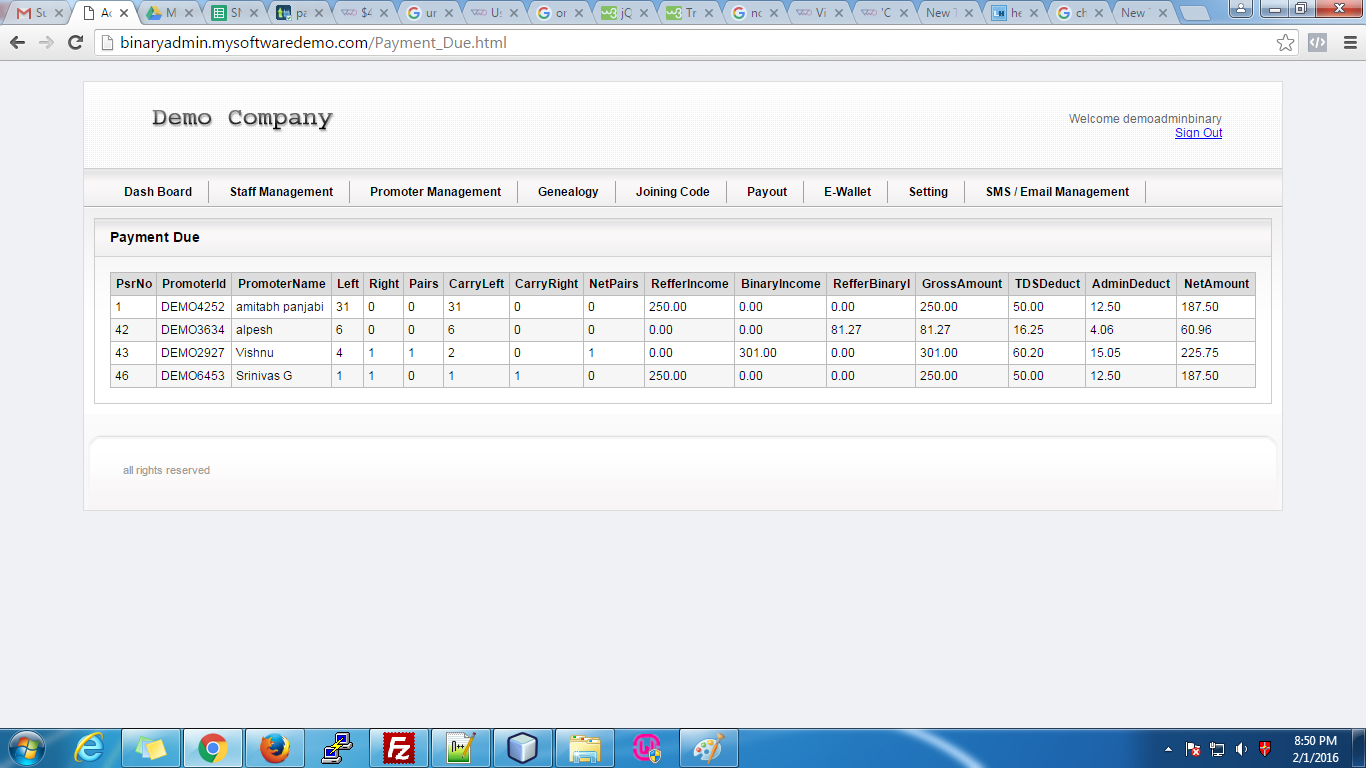 Su
Ac
M
SM
pa
$4
ur
Us
or
jQ
Tr
nc
Vi
'C
New T
he
ch
New T
binaryadmin.mysoftwaredemo.com/Payment_Due.html
Demo Company
Welcome demoadminbinary
Sign Out
Dash Board Staff Management Promoter Management Genealogy Joining Code Payout E-Wallet Setting SMS / Email Management
Payment Due
PsrNo PromoterId PromoterName Left Right Pairs CarryLeft CarryRight NetPairs RefferIncome BinaryIncome RefferBinaryI GrossAmount TDSDeduct AdminDeduct NetAmount
1 DEMO4252 amitabh panjabi 31 0 0 31 0 0 250.00 0.00 0.00 250.00 50.00 12.50 187.50
42 DEMO3634 alpesh 6 0 0 6 0 0 0.00 0.00 81.27 81.27 16.25 4.06 60.96
43 DEMO2927 Vishnu 4 1 1 2 0 1 0.00 301.00 0.00 301.00 60.20 15.05 225.75
46 DEMO6453 Srinivas G 1 1 0 1 1 0 250.00 0.00 0.00 250.00 50.00 12.50 187.50
all rights reserved
8:50 PM
2/1/2016